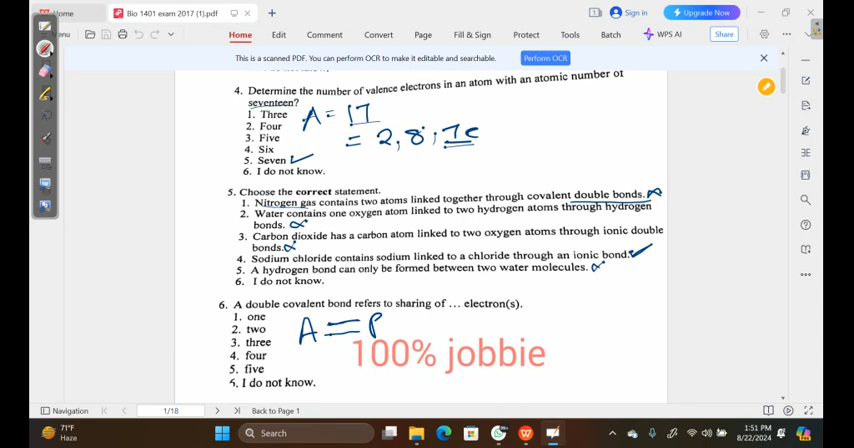 Home
Bio 1401 exam 2017 (1).pdf
+
1
Sign in
Upgrade Now
Menu
Home
Insert
Comment
Edit
Page
Fill & Sign
Tools
Batch
WPS AI
Share
This is a scanned PDF. You can perform OCR to make it editable and searchable.
Perform OCR
4. Determine the number of valence electrons in an atom with an atomic number of
seventeen?
1. Three
A = 17
2. Four
= 2, 8, 7e
3. Five
4. Six
5. Seven
6. I do not know.
5. Choose the correct statement.
1. Nitrogen gas contains two atoms linked together through covalent double bonds.
2. Water contains one oxygen atom linked to two hydrogen atoms through hydrogen
bonds.
3. Carbon dioxide has a carbon atom linked to two oxygen atoms through ionic double
bonds.
4. Sodium chloride contains sodium linked to a chloride through an ionic bond.
5. A hydrogen bond can only be formed between two water molecules.
6. I do not know.
6. A double covalent bond refers to sharing of ... electron(s).
1. one
2. two
A = P
3. three
100% jobbie
4. four
5. five
6. I do not know.
Navigation
1/18
Back to Page 1
71°F
Haze
Search
1:51 PM
8/22/2024